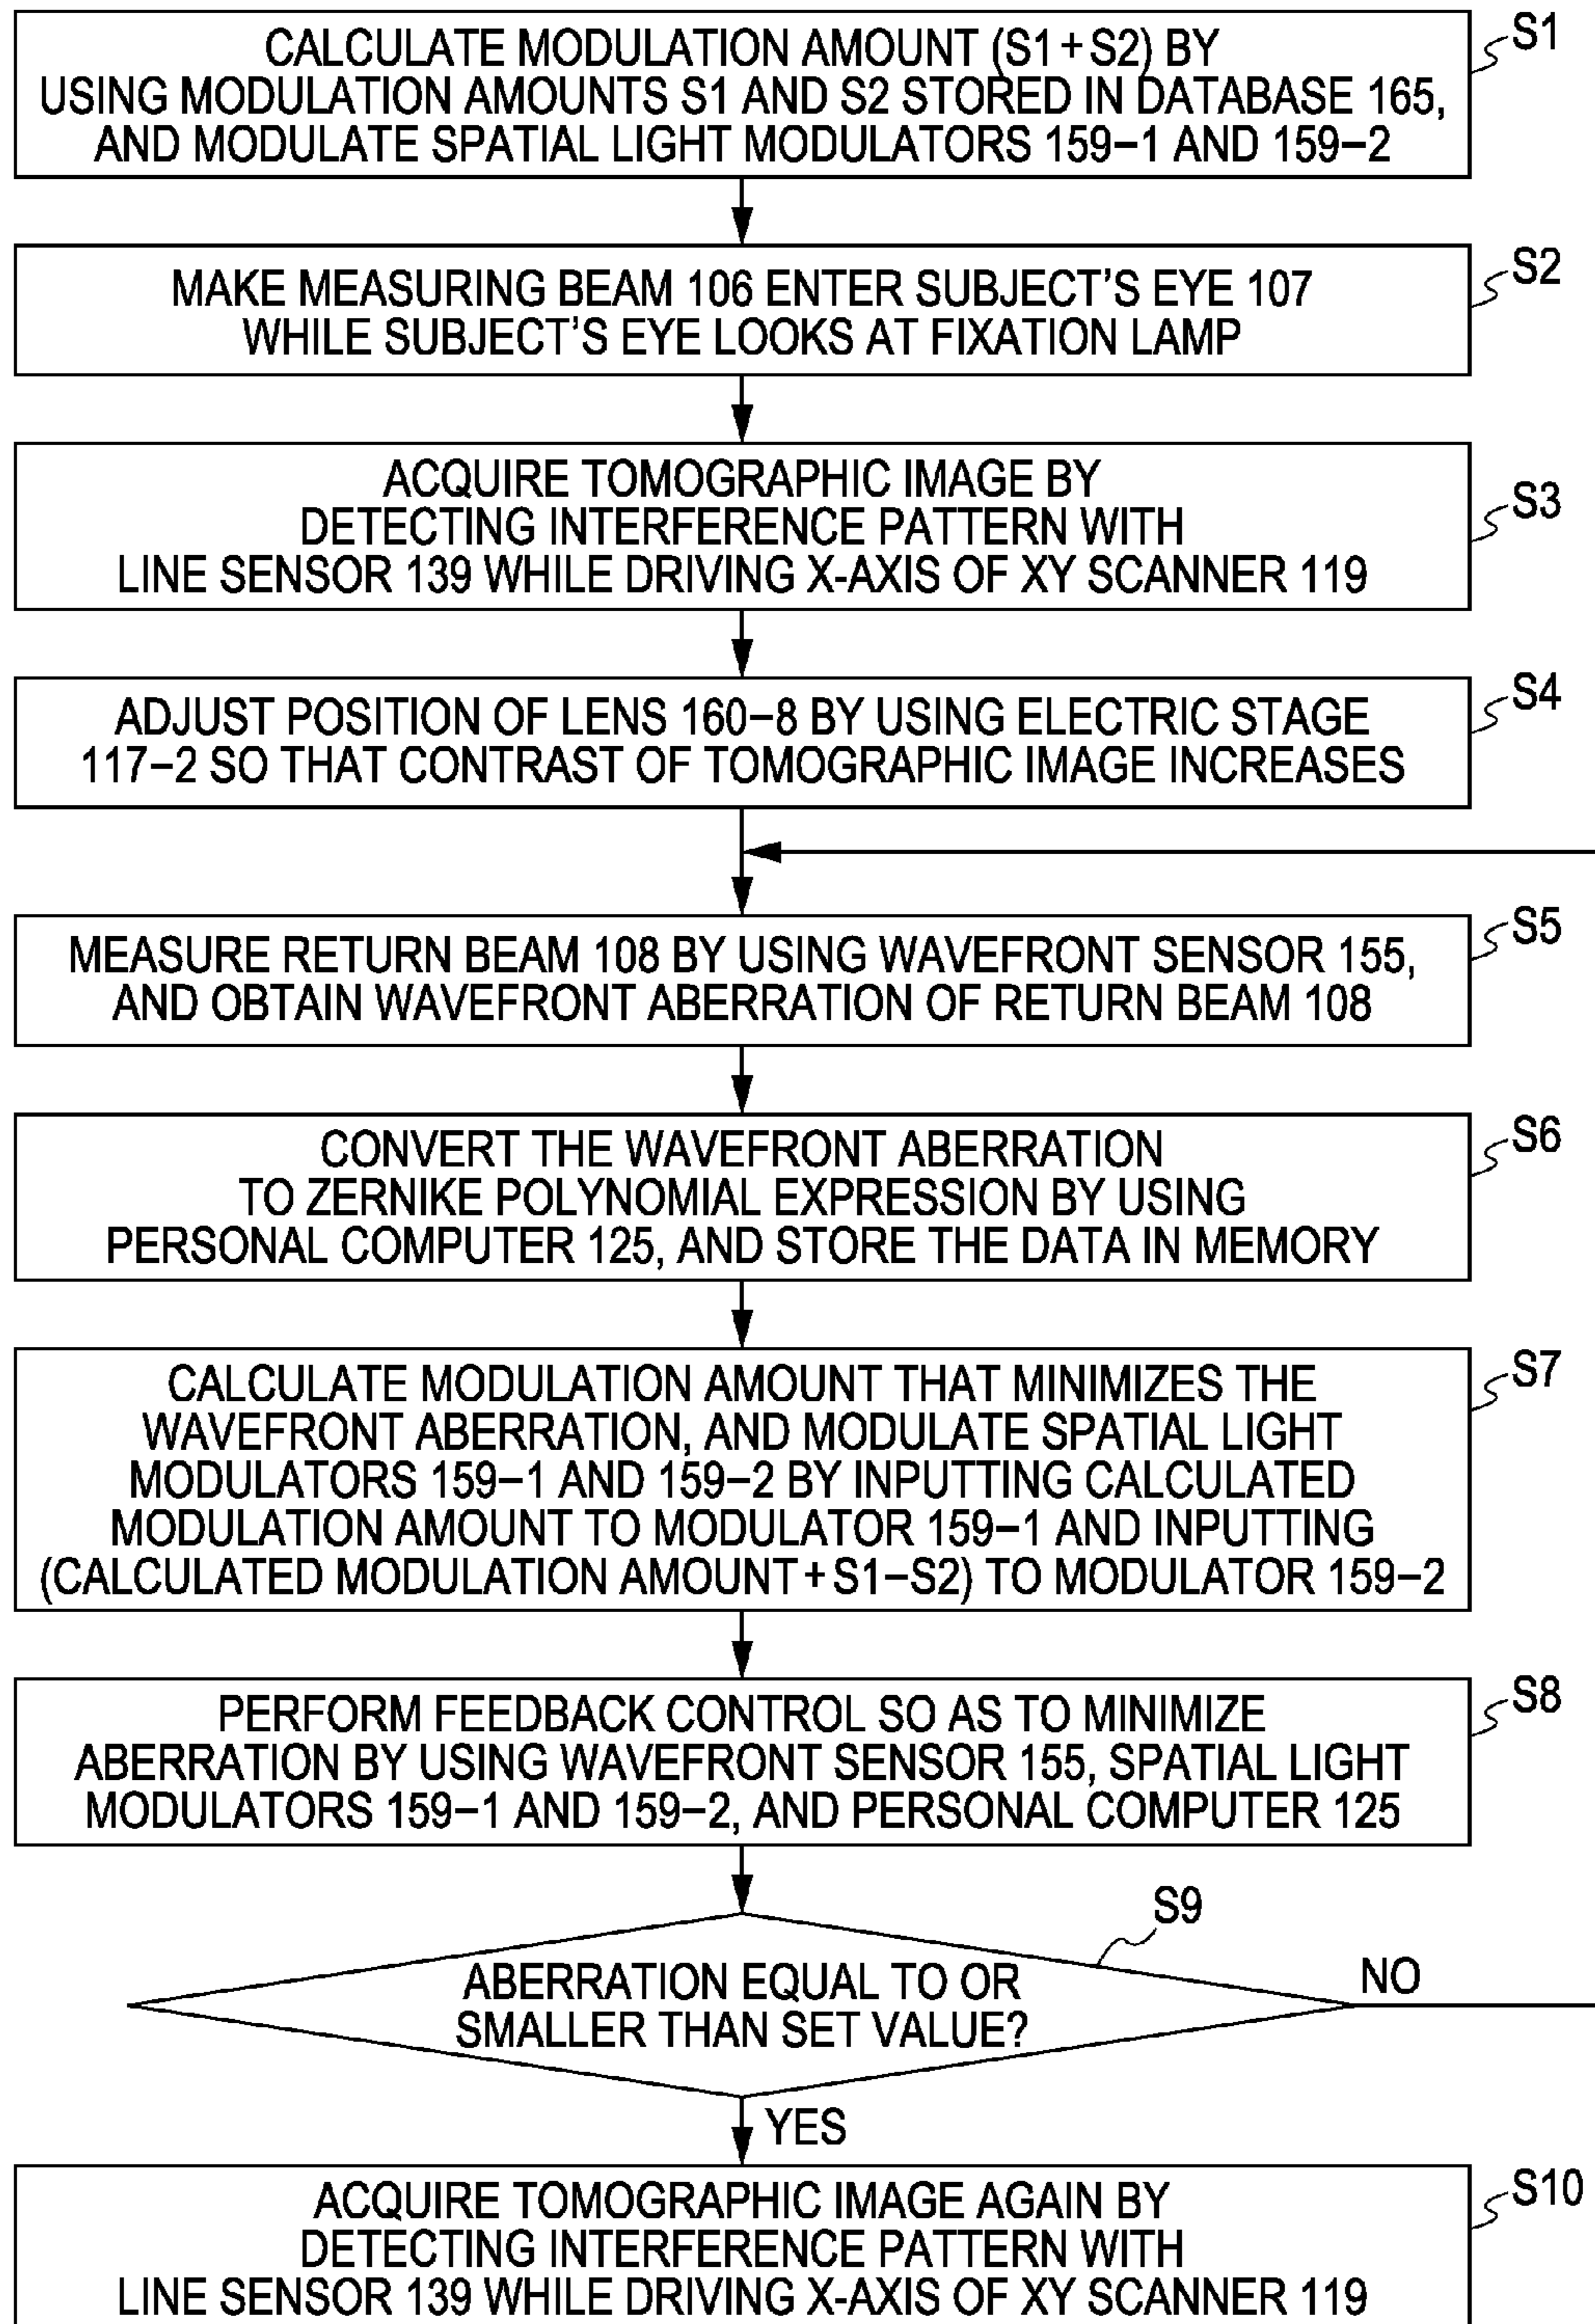 CALCULATE MODULATION AMOUNT (S1+S2) BY
USING MODULATION AMOUNTS S1 AND S2 STORED IN DATABASE 165,
AND MODULATE SPATIAL LIGHT MODULATORS 159–1 AND 159–2
S1
MAKE MEASURING BEAM 106 ENTER SUBJECT'S EYE 107
WHILE SUBJECT'S EYE LOOKS AT FIXATION LAMP
S2
ACQUIRE TOMOGRAPHIC IMAGE BY
DETECTING INTERFERENCE PATTERN WITH
LINE SENSOR 139 WHILE DRIVING X-AXIS OF XY SCANNER 119
S3
ADJUST POSITION OF LENS 160–8 BY USING ELECTRIC STAGE
117–2 SO THAT CONTRAST OF TOMOGRAPHIC IMAGE INCREASES
S4
MEASURE RETURN BEAM 108 BY USING WAVEFRONT SENSOR 155,
AND OBTAIN WAVEFRONT ABERRATION OF RETURN BEAM 108
S5
CONVERT THE WAVEFRONT ABERRATION
TO ZERNIKE POLYNOMIAL EXPRESSION BY USING
PERSONAL COMPUTER 125, AND STORE THE DATA IN MEMORY
S6
CALCULATE MODULATION AMOUNT THAT MINIMIZES THE
WAVEFRONT ABERRATION, AND MODULATE SPATIAL LIGHT
MODULATORS 159–1 AND 159–2 BY INPUTTING CALCULATED
MODULATION AMOUNT TO MODULATOR 159–1 AND INPUTTING
(CALCULATED MODULATION AMOUNT+S1–S2) TO MODULATOR 159–2
S7
PERFORM FEEDBACK CONTROL SO AS TO MINIMIZE
ABERRATION BY USING WAVEFRONT SENSOR 155, SPATIAL LIGHT
MODULATORS 159–1 AND 159–2, AND PERSONAL COMPUTER 125
S8
S9
ABERRATION EQUAL TO OR
SMALLER THAN SET VALUE?
NO
YES
ACQUIRE TOMOGRAPHIC IMAGE AGAIN BY
DETECTING INTERFERENCE PATTERN WITH
LINE SENSOR 139 WHILE DRIVING X-AXIS OF XY SCANNER 119
S10